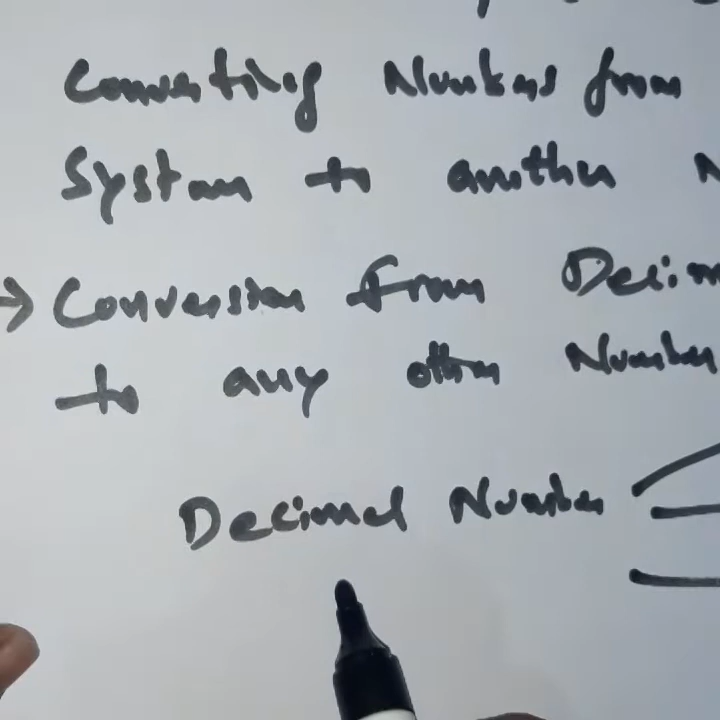 Converting Numbers from
System to another N
→ Conversion from Decim
to any other Number
Decimal Number